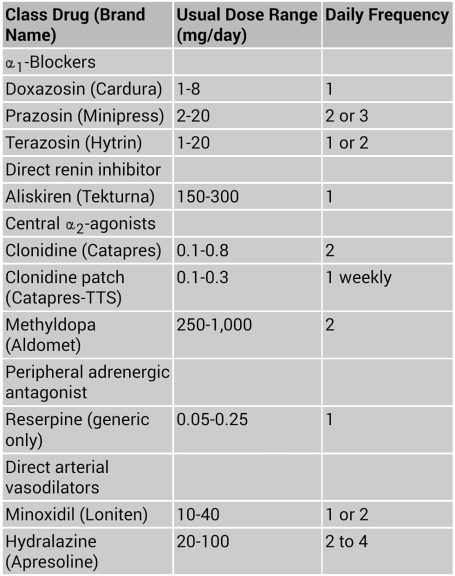 Class Drug (Brand Usual Dose Range Daily Frequency
Name) (mg/day)
α1-Blockers
Doxazosin (Cardura) 1-8 1
Prazosin (Minipress) 2-20 2 or 3
Terazosin (Hytrin) 1-20 1 or 2
Direct renin inhibitor
Aliskiren (Tekturna) 150-300 1
Central α2-agonists
Clonidine (Catapres) 0.1-0.8 2
Clonidine patch 0.1-0.3 1 weekly
(Catapres-TTS)
Methyldopa 250-1,000 2
(Aldomet)
Peripheral adrenergic
antagonist
Reserpine (generic 0.05-0.25 1
only)
Direct arterial
vasodilators
Minoxidil (Loniten) 10-40 1 or 2
Hydralazine 20-100 2 to 4
(Apresoline)